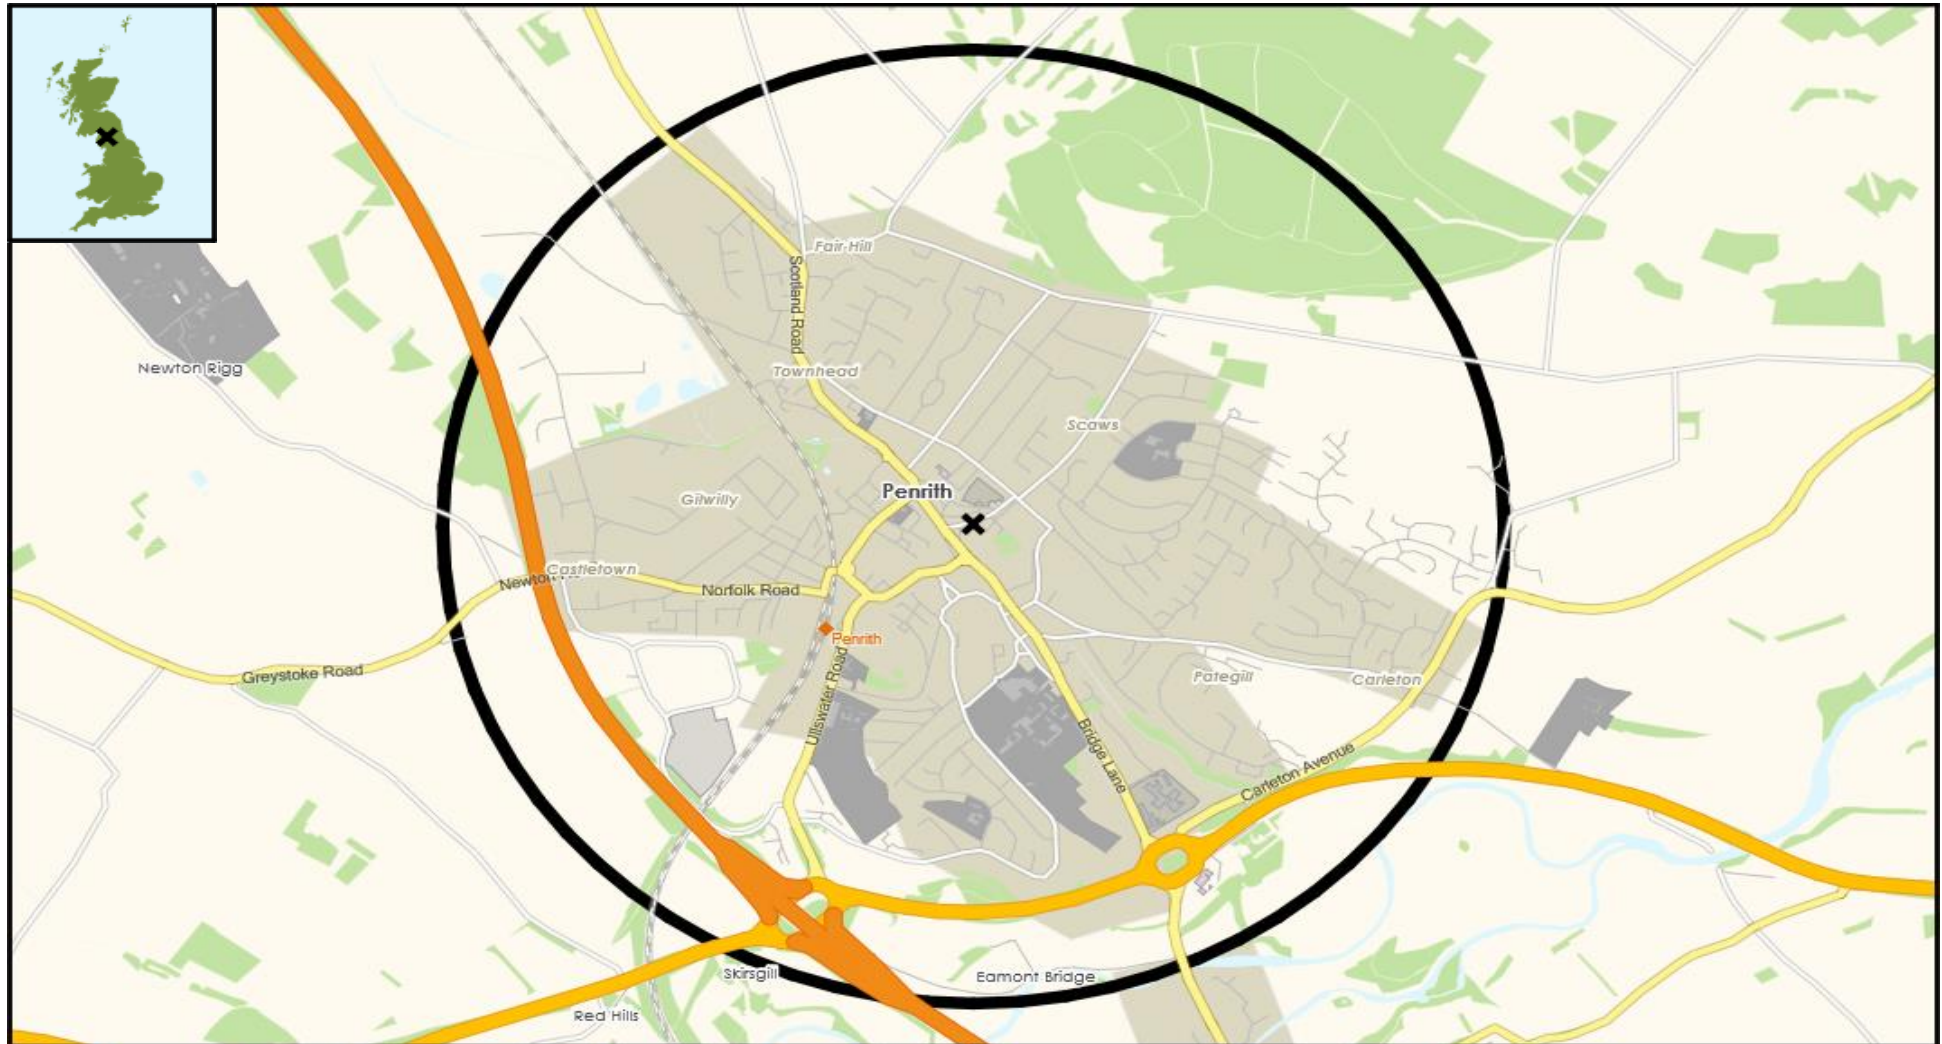 Fair Hill
Scotland Road
Newton Rigg
Townhead
Scaws
Penrith
Gilwilly
Castletown
Newton
Norfolk Road
Penrith
Greystoke Road
Ullswater Road
Pategill
Carleton
Bridge Lane
Carleton Avenue
Skirsgill
Eamont Bridge
Red Hills